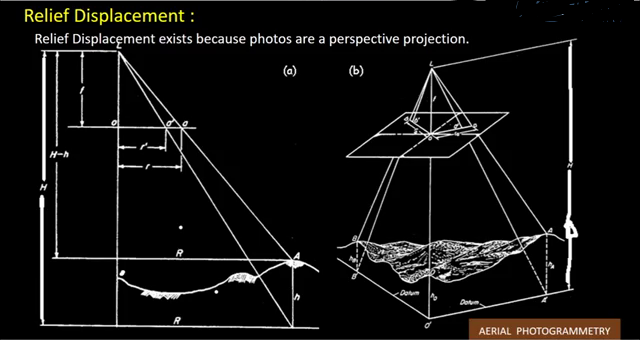 Relief Displacement :
Relief Displacement exists because photos are a perspective projection.
L
(a)
(b)
L
f
f
o
a'
a
r'
r
H-h
H
H
R
A
B
h
R
B
A
B'
A'
Datum
Datum
O'
AERIAL PHOTOGRAMMETRY